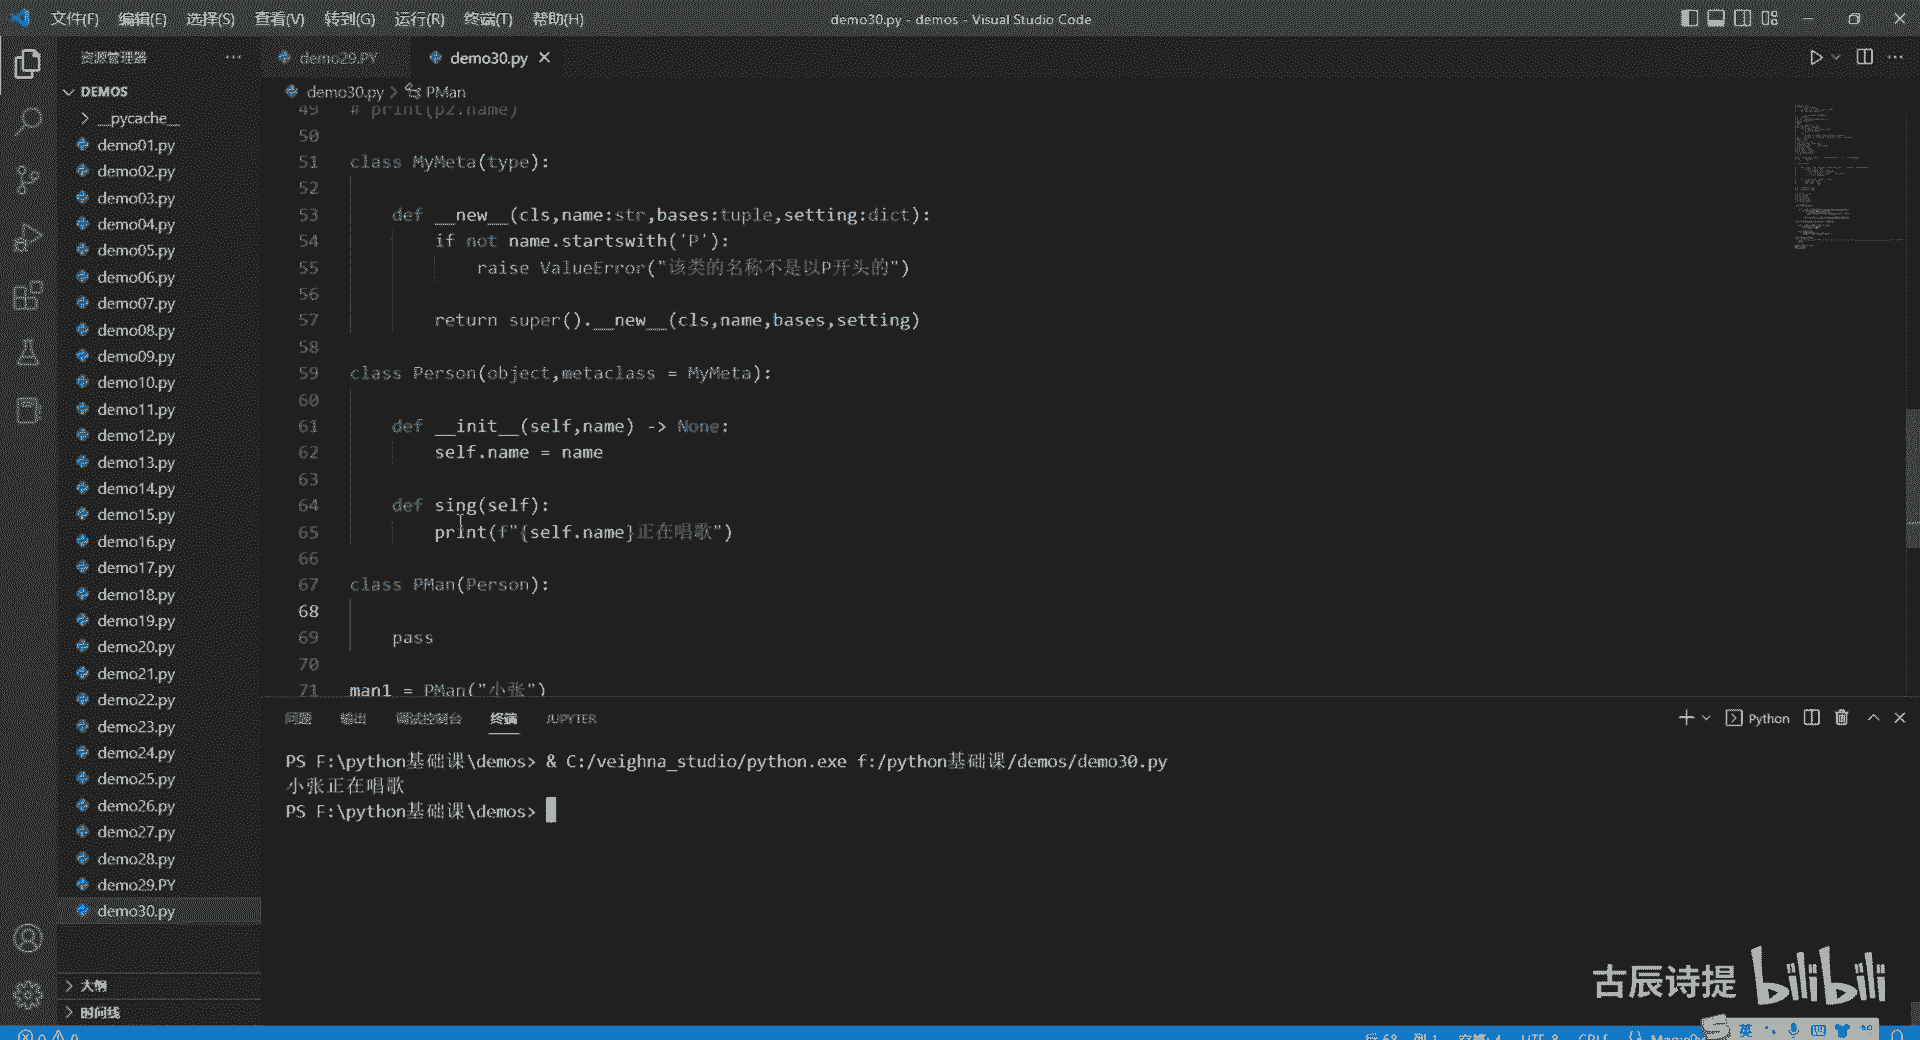 文件(F) 编辑(E) 选择(S) 查看(V) 转到(G) 运行(R) 终端(T) 帮助(H) demo30.py - demos - Visual Studio Code
资源管理器 ··· demo29.PY demo30.py
DEMOS demo30.py > PMan
__pycache__
demo01.py
demo02.py
demo03.py
demo04.py
demo05.py
demo06.py
demo07.py
demo08.py
demo09.py
demo10.py
demo11.py
demo12.py
demo13.py
demo14.py
demo15.py
demo16.py
demo17.py
demo18.py
demo19.py
demo20.py
demo21.py
demo22.py
demo23.py
demo24.py
demo25.py
demo26.py
demo27.py
demo28.py
demo29.PY
demo30.py
大纲
时间线
49 # print(p2.name)
50
51 class MyMeta(type):
52
53 def __new__(cls,name:str,bases:tuple,setting:dict):
54 if not name.startswith('P'):
55 raise ValueError("该类的名称不是以P开头的")
56
57 return super().__new__(cls,name,bases,setting)
58
59 class Person(object,metaclass = MyMeta):
60
61 def __init__(self,name) -> None:
62 self.name = name
63
64 def sing(self):
65 print(f"{self.name}正在唱歌")
66
67 class PMan(Person):
68
69 pass
70
71 man1 = PMan("小张")
问题 输出 调试控制台 终端 JUPYTER Python
PS F:\python基础课\demos> & C:/veighna_studio/python.exe f:/python基础课/demos/demo30.py
小张正在唱歌
PS F:\python基础课\demos>
古辰诗提 bilibili
英